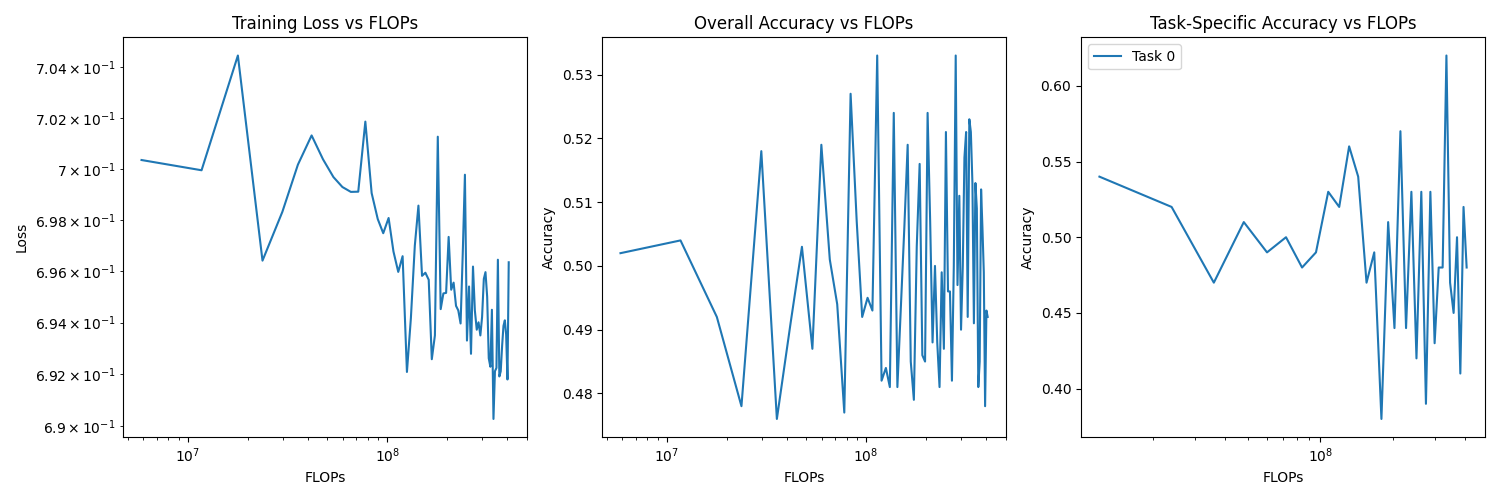 Training Loss vs FLOPs
Overall Accuracy vs FLOPs
Task-Specific Accuracy vs FLOPs
Loss
7.04 × 10⁻¹
7.02 × 10⁻¹
7 × 10⁻¹
6.98 × 10⁻¹
6.96 × 10⁻¹
6.94 × 10⁻¹
6.92 × 10⁻¹
6.9 × 10⁻¹
10⁷
10⁸
FLOPs
Accuracy
0.53
0.52
0.51
0.50
0.49
0.48
10⁷
10⁸
FLOPs
Accuracy
Task 0
0.60
0.55
0.50
0.45
0.40
10⁸
FLOPs